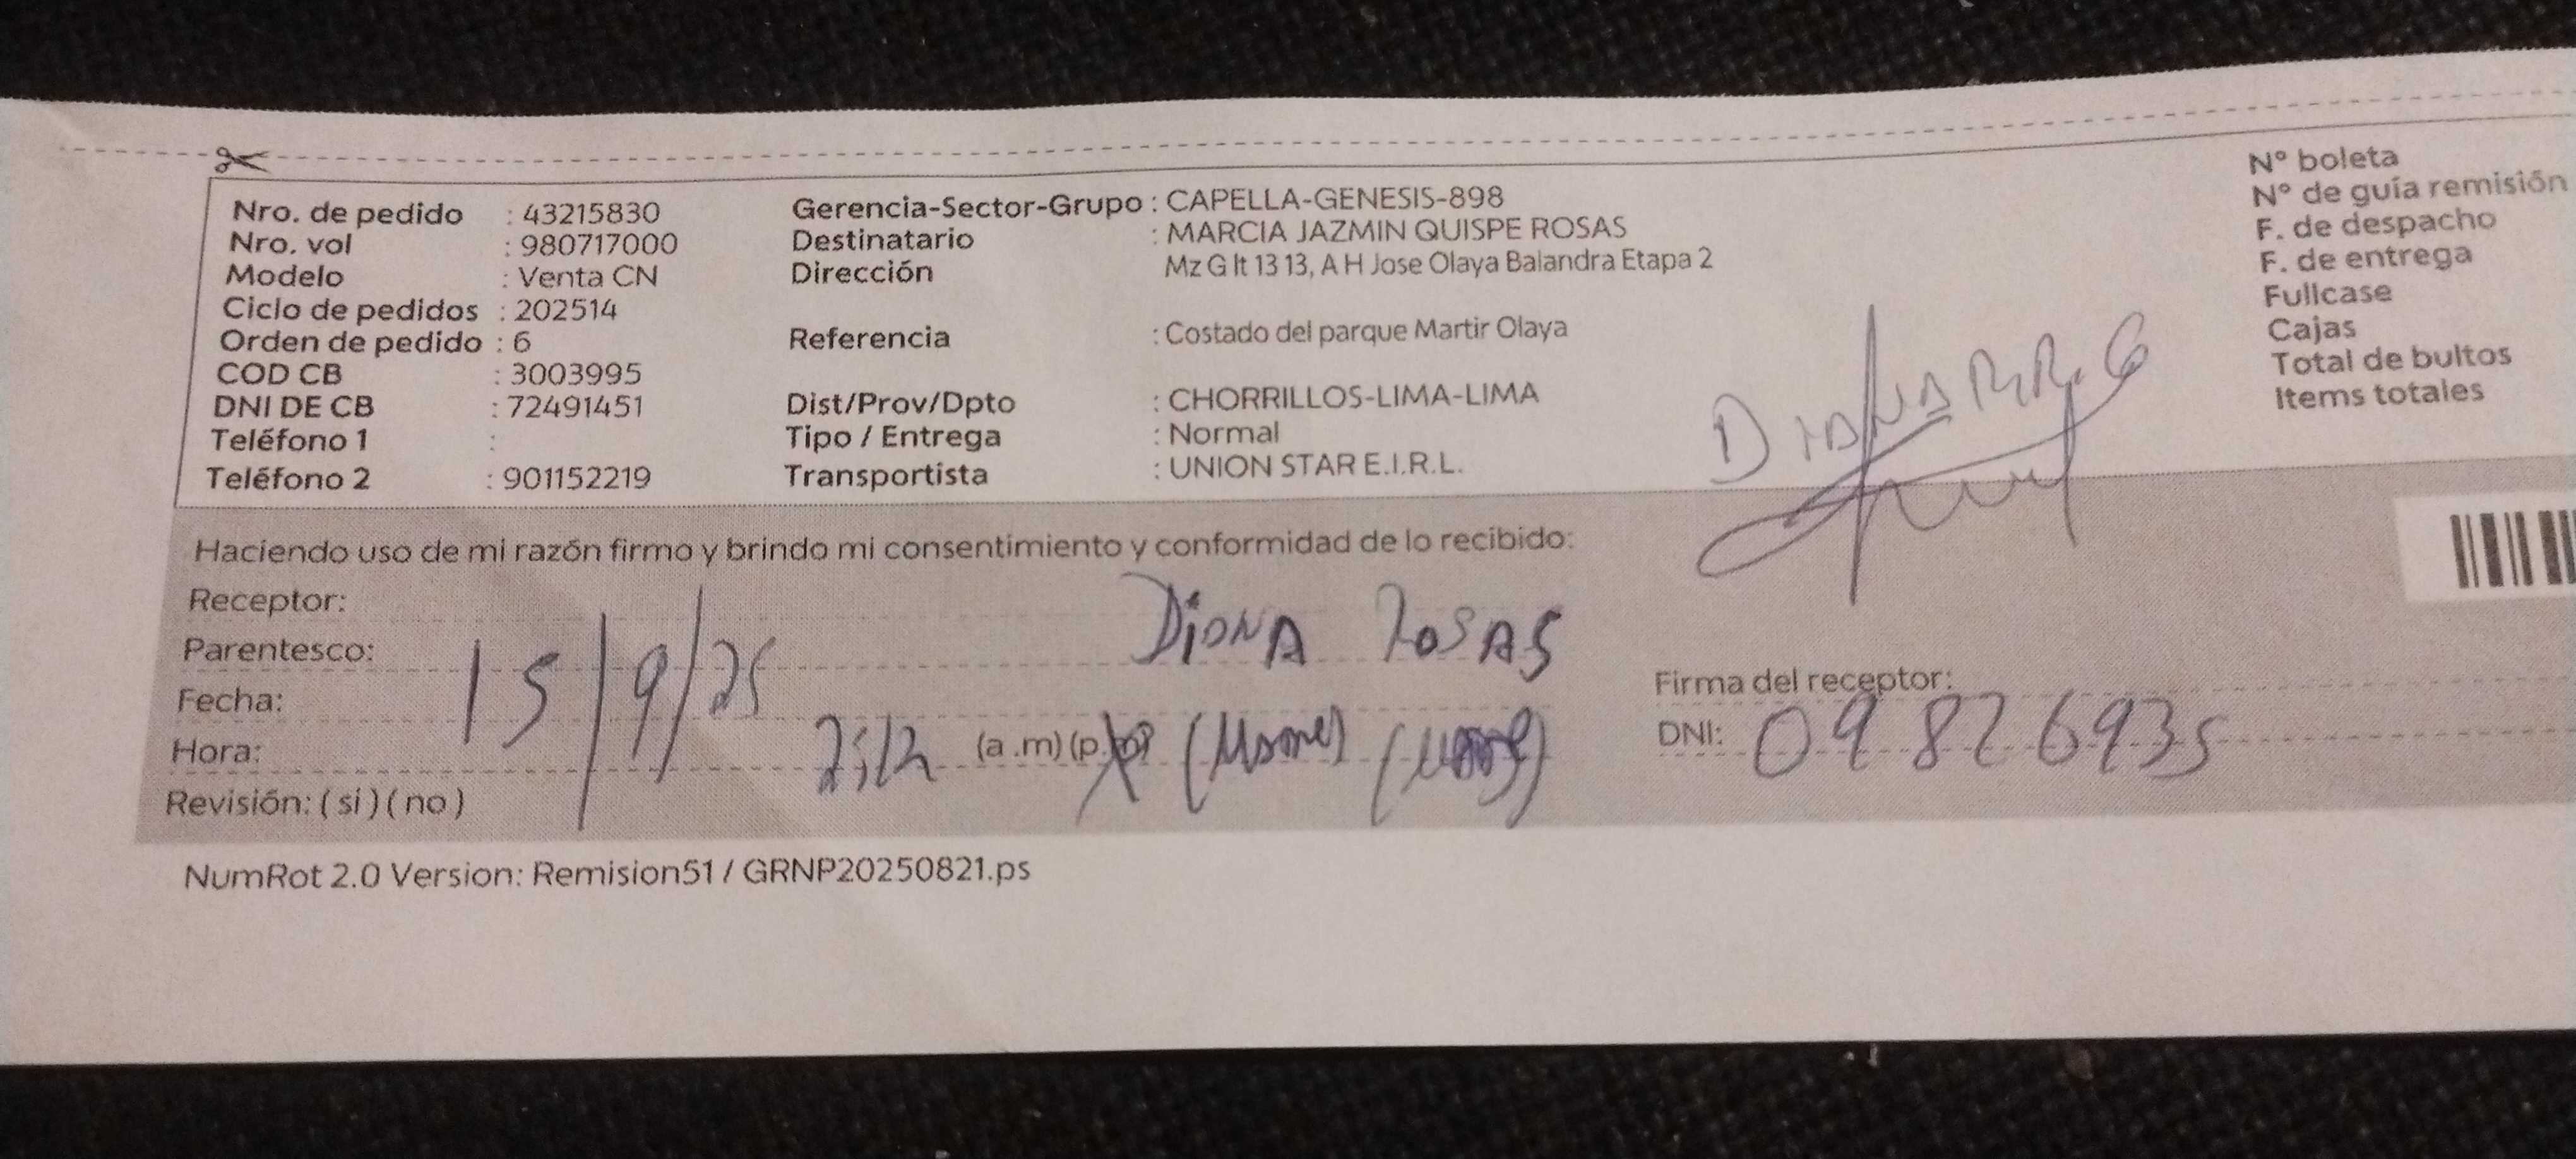 Nro. de pedido : 43215830
Nro. vol : 980717000
Modelo : Venta CN
Ciclo de pedidos : 202514
Orden de pedido : 6
COD CB : 3003995
DNI DE CB : 72491451
Teléfono 1 :
Teléfono 2 : 901152219
Gerencia-Sector-Grupo : CAPELLA-GENESIS-898
Destinatario : MARCIA JAZMIN QUISPE ROSAS
Dirección Mz G lt 13 13, A H Jose Olaya Balandra Etapa 2
Referencia : Costado del parque Martir Olaya
Dist/Prov/Dpto : CHORRILLOS-LIMA-LIMA
Tipo / Entrega : Normal
Transportista : UNION STAR E.I.R.L.
N° boleta
N° de guía remisión
F. de despacho
F. de entrega
Fullcase
Cajas
Total de bultos
Items totales
Haciendo uso de mi razón firmo y brindo mi consentimiento y conformidad de lo recibido:
Receptor:
Diana Rosas
Parentesco:
Fecha: 15/9/25
Hora: (a .m) (p.m)
Revisión: ( si ) ( no )
Firma del receptor:
DNI: 09826935
NumRot 2.0 Version: Remision51 / GRNP20250821.ps